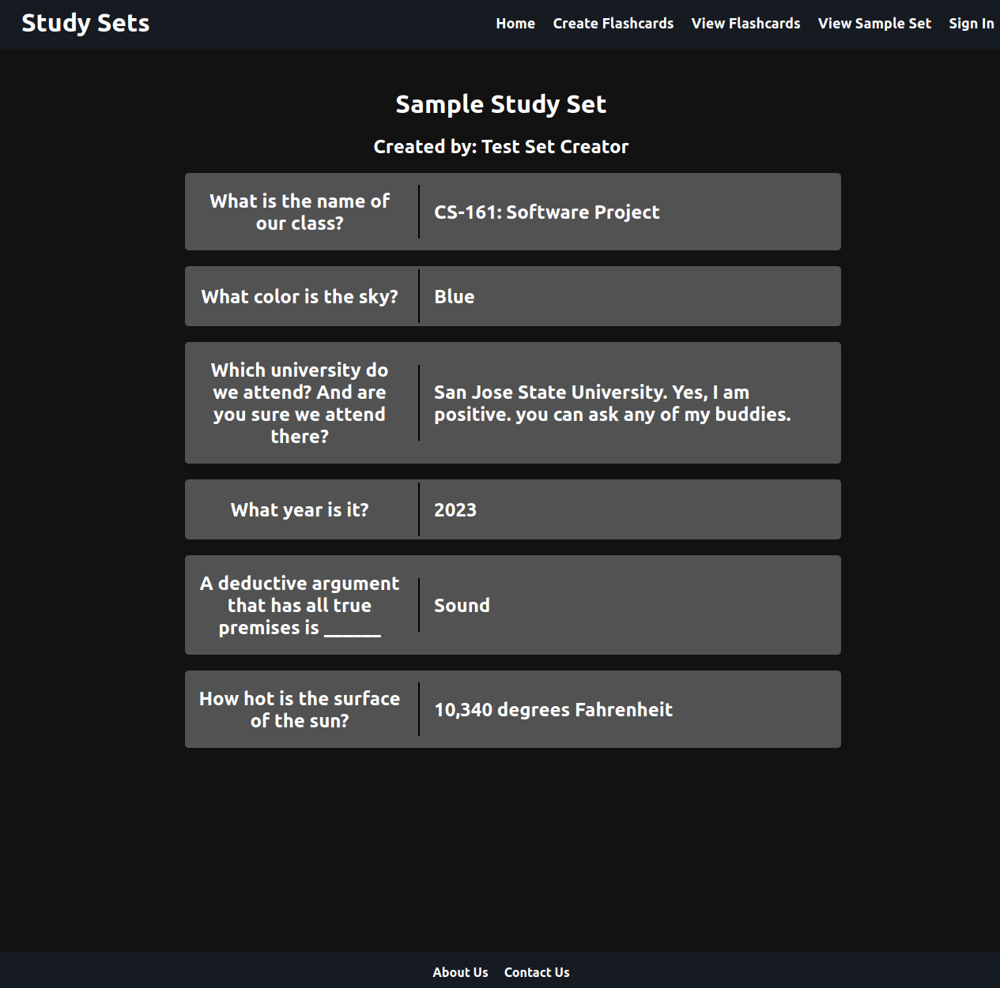 Study Sets
Home Create Flashcards View Flashcards View Sample Set Sign In
Sample Study Set
Created by: Test Set Creator
What is the name of
our class?
CS-161: Software Project
What color is the sky?
Blue
Which university do
we attend? And are
you sure we attend
there?
San Jose State University. Yes, I am
positive. you can ask any of my buddies.
What year is it?
2023
A deductive argument
that has all true
premises is ______
Sound
How hot is the surface
of the sun?
10,340 degrees Fahrenheit
About Us Contact Us